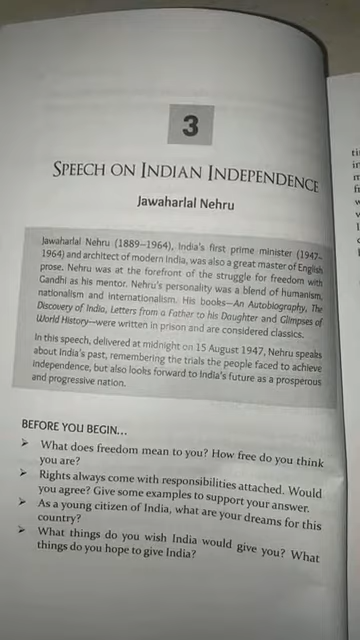 3
SPEECH ON INDIAN INDEPENDENCE
Jawaharlal Nehru
Jawaharlal Nehru (1889–1964), India's first prime minister (1947–
1964) and architect of modern India, was also a great master of English
prose. Nehru was at the forefront of the struggle for freedom with
Gandhi as his mentor. Nehru's personality was a blend of humanism,
nationalism and internationalism. His books—An Autobiography, The
Discovery of India, Letters from a Father to his Daughter and Glimpses of
World History—were written in prison and are considered classics.
In this speech, delivered at midnight on 15 August 1947, Nehru speaks
about India's past, remembering the trials the people faced to achieve
independence, but also looks forward to India's future as a prosperous
and progressive nation.
BEFORE YOU BEGIN...
➢ What does freedom mean to you? How free do you think
you are?
➢ Rights always come with responsibilities attached. Would
you agree? Give some examples to support your answer.
➢ As a young citizen of India, what are your dreams for this
country?
➢ What things do you wish India would give you? What
things do you hope to give India?